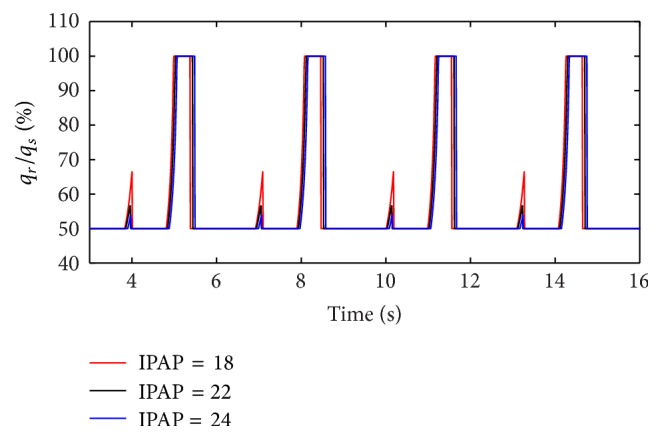 110
100
90
80
70
60
50
40
q_r/q_s (%)
4 6 8 10 12 14 16
Time (s)
IPAP = 18
IPAP = 22
IPAP = 24